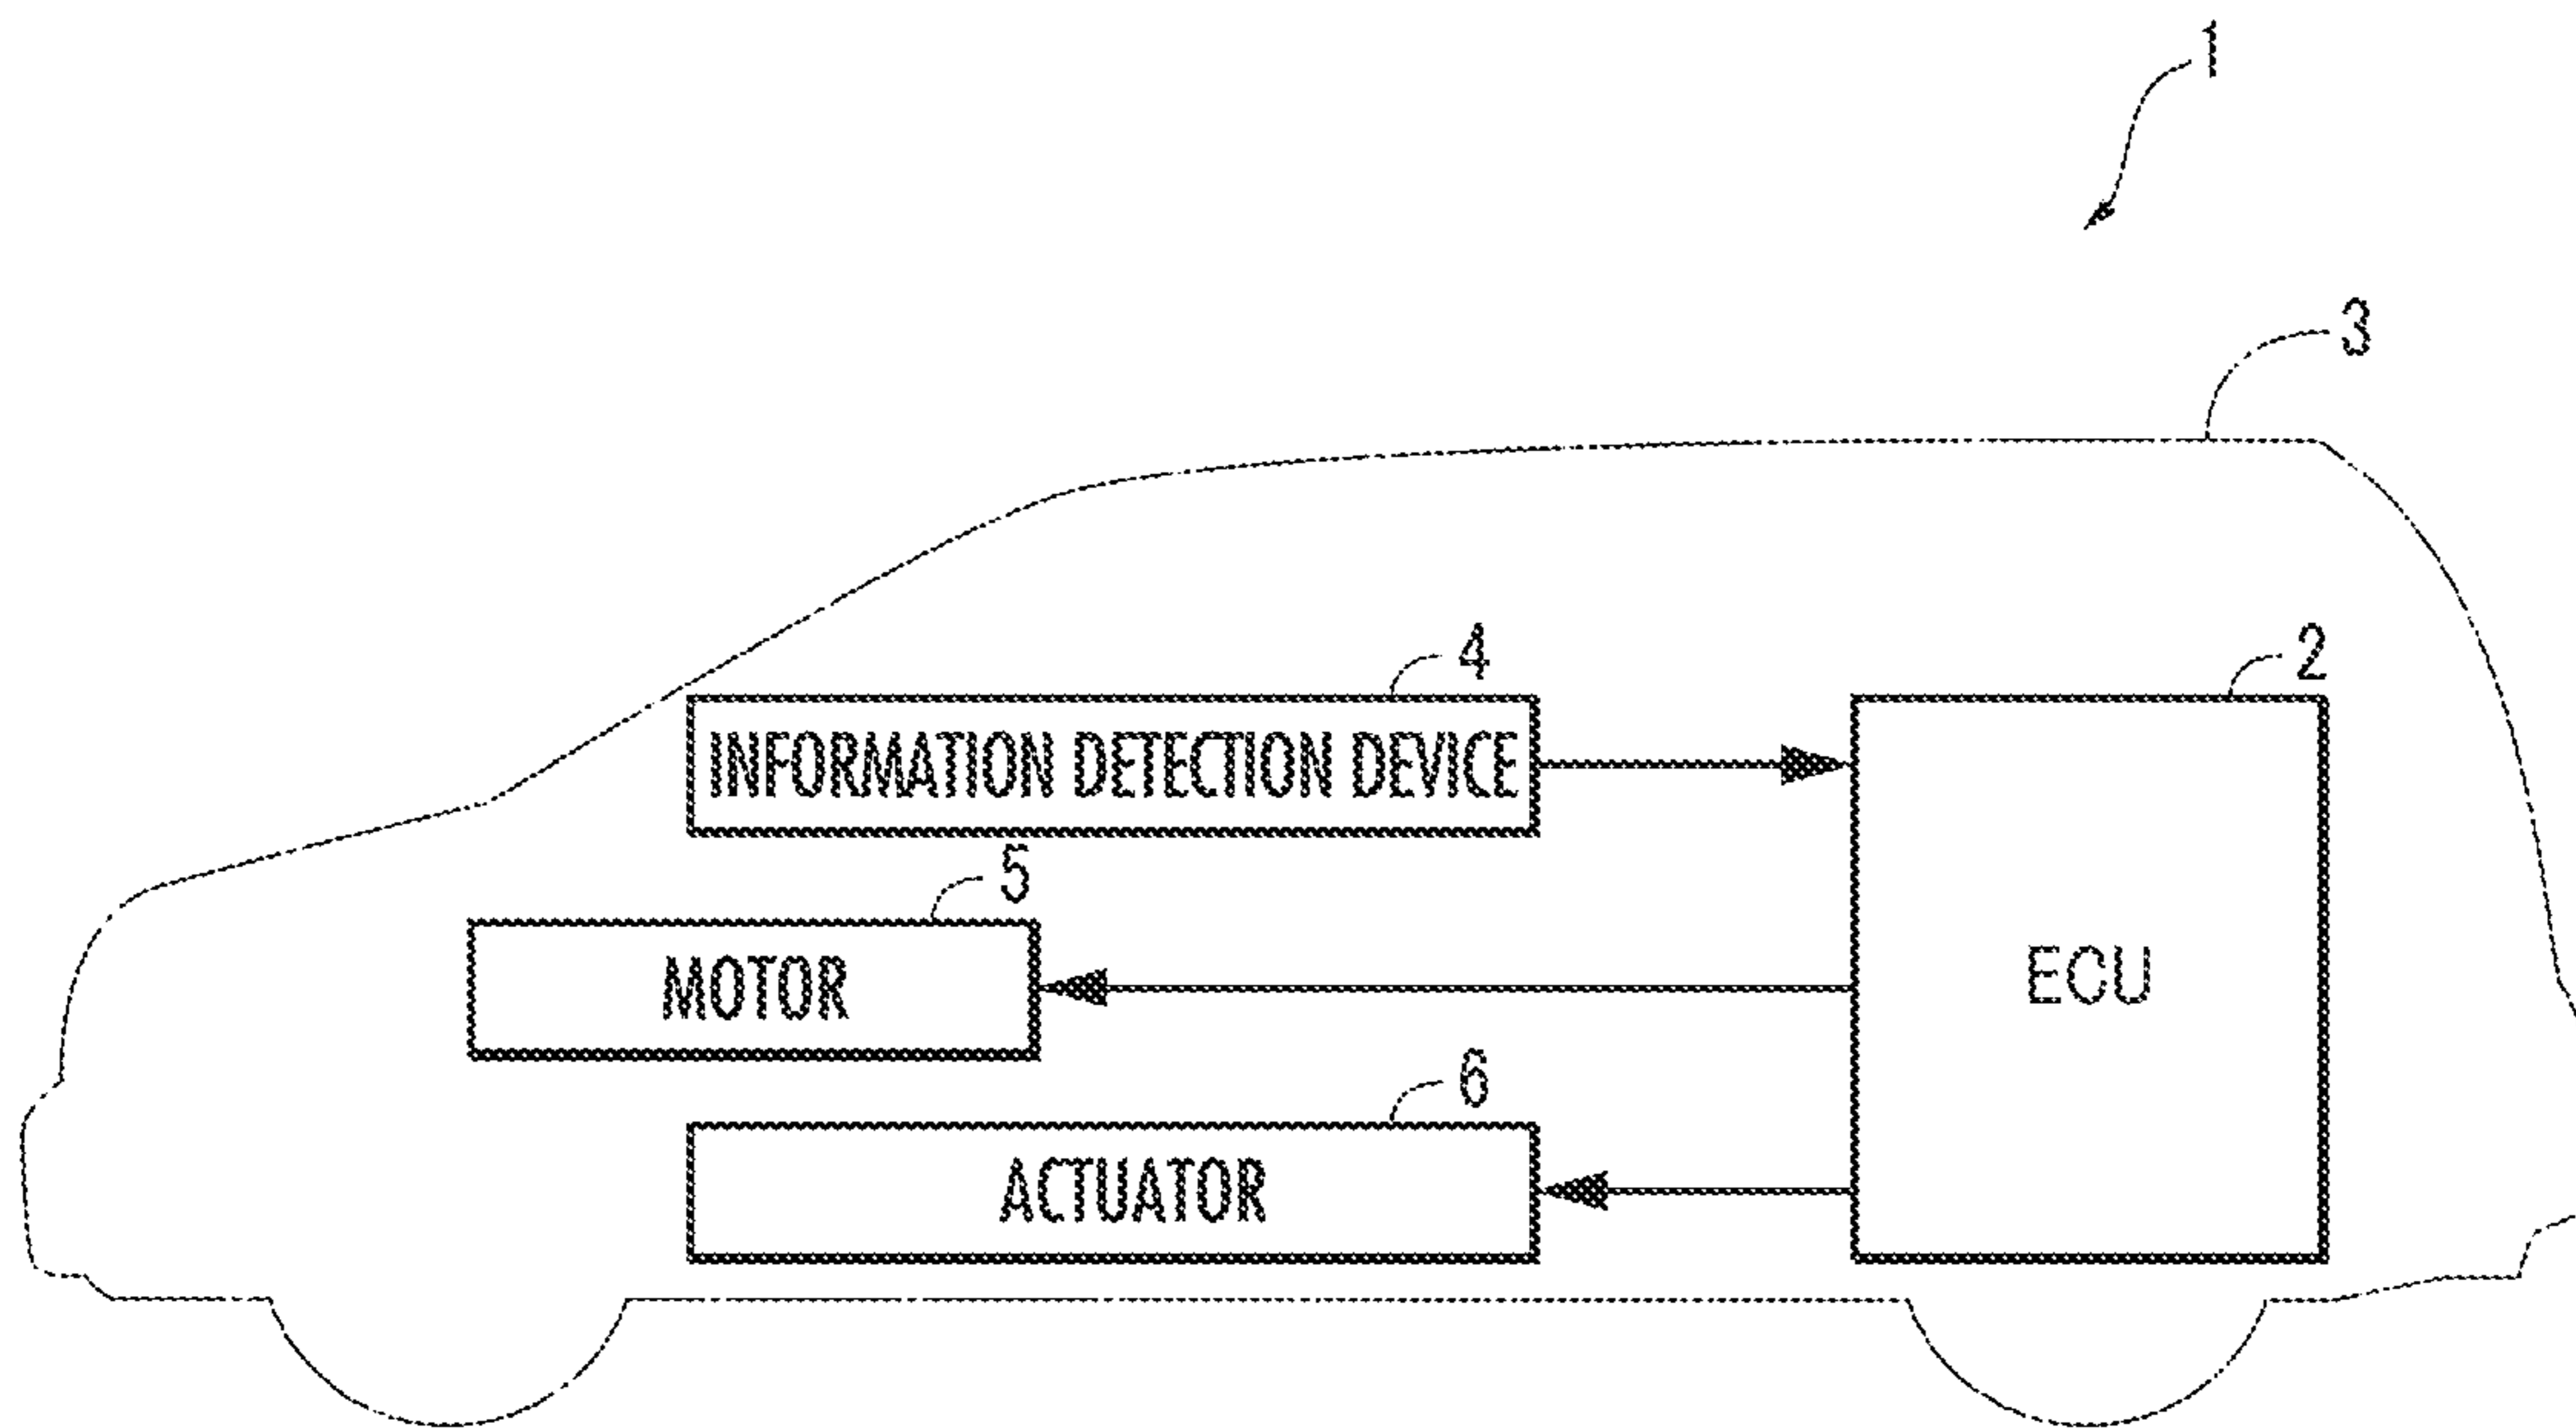 1
3
4
2
INFORMATION DETECTION DEVICE
5
MOTOR
ECU
6
ACTUATOR